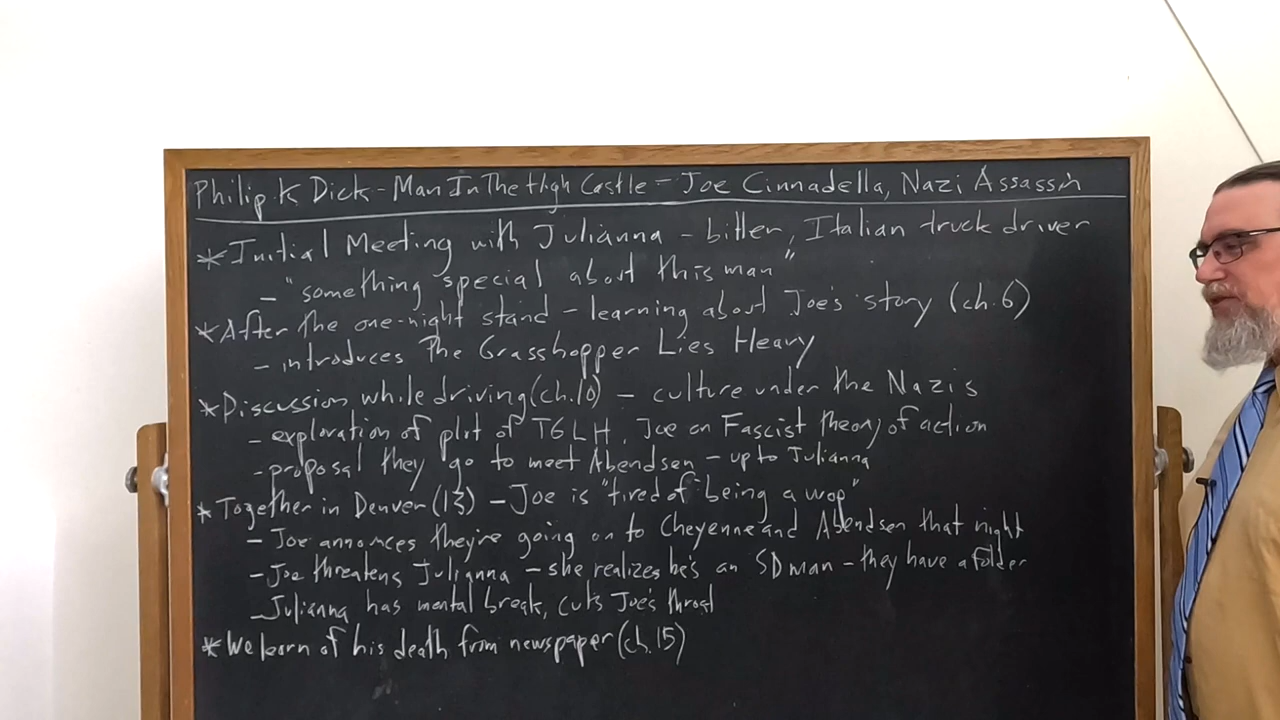 Philip K Dick - Man In The High Castle - Joe Cinnadella, Nazi Assassin
* Initial Meeting with Julianna - bitter, Italian truck driver
- "something special about this man"
* After the one-night stand - learning about Joe's story (ch. 6)
- introduces The Grasshopper Lies Heavy
* Discussion while driving (ch. 10) - culture under the Nazis
- exploration of plot of TGLH, Joe on Fascist theory of action
- proposal they go to meet Abendsen - up to Julianna
* Together in Denver (13) - Joe is "tired of being a wop"
- Joe announces they're going on to Cheyenne and Abendsen that night
- Joe threatens Julianna - she realizes he's an SD man - they have a folder
- Julianna has mental break, cuts Joe's throat
* We learn of his death from newspaper (ch. 15)